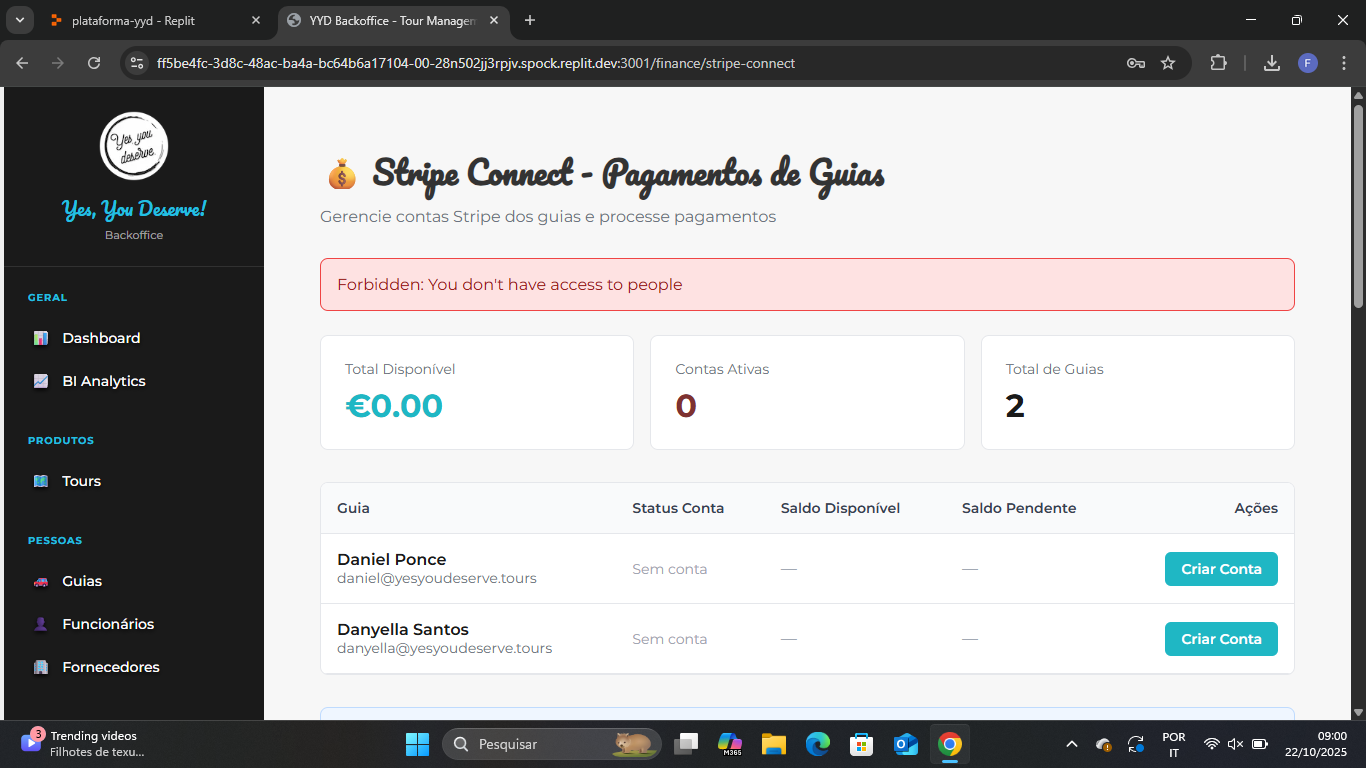 plataforma-yyd - Replit
YYD Backoffice - Tour Managem
ff5be4fc-3d8c-48ac-ba4a-bc64b6a17104-00-28n502jj3rpjv.spock.replit.dev:3001/finance/stripe-connect
F
Yes you
deserve.
Yes, You Deserve!
Backoffice
GERAL
Dashboard
BI Analytics
PRODUTOS
Tours
PESSOAS
Guias
Funcionários
Fornecedores
Stripe Connect - Pagamentos de Guias
Gerencie contas Stripe dos guias e processe pagamentos
Forbidden: You don't have access to people
Total Disponível
€0.00
Contas Ativas
0
Total de Guias
2
Guia Status Conta Saldo Disponível Saldo Pendente Ações
Daniel Ponce
daniel@yesyoudeserve.tours
Sem conta — — Criar Conta
Danyella Santos
danyella@yesyoudeserve.tours
Sem conta — — Criar Conta
3
Trending videos
Filhotes de texu...
Pesquisar
M365
POR
IT
09:00
22/10/2025